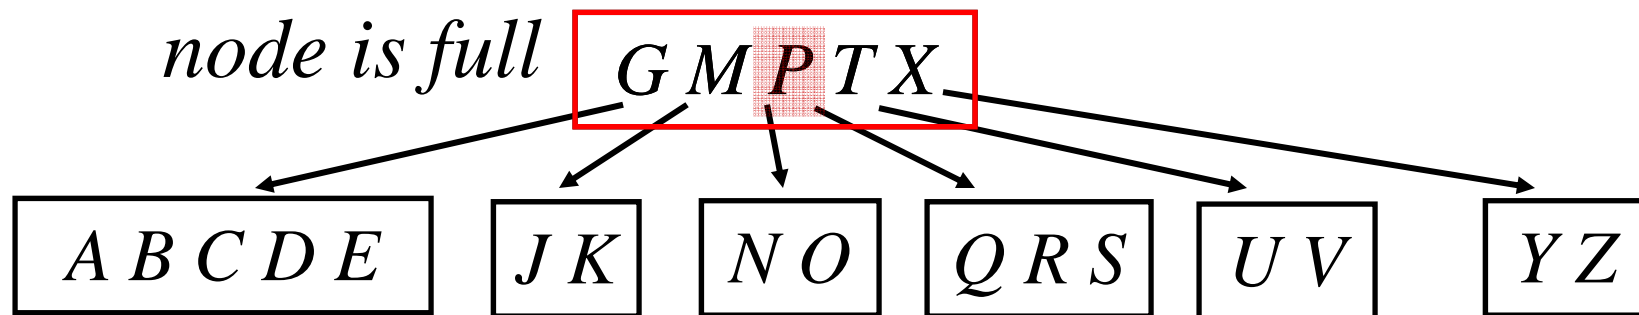 node is full G M P T X
A B C D E J K N O Q R S U V Y Z